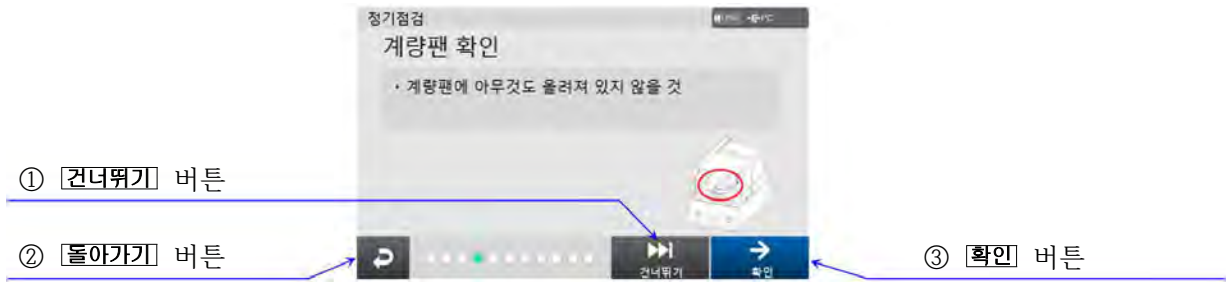 정기점검
계량팬 확인
· 계량팬에 아무것도 올려져 있지 않을 것
① 건너뛰기 버튼
② 돌아가기 버튼
건너뛰기
확인
③ 확인 버튼